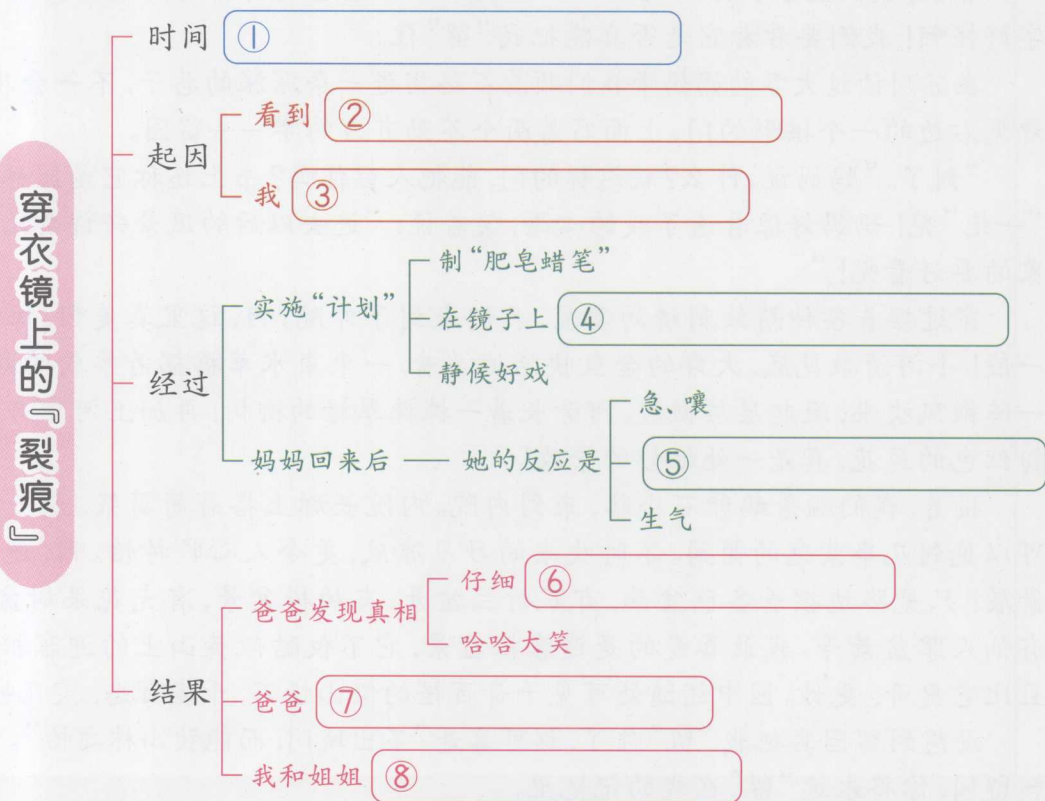 穿衣镜上的『裂痕』
时间 ①
起因
看到 ②
我 ③
经过
实施“计划”
制“肥皂蜡笔”
在镜子上 ④
静候好戏
妈妈回来后
她的反应是
急、嚷
⑤
生气
结果
爸爸发现真相
仔细 ⑥
哈哈大笑
爸爸 ⑦
我和姐姐 ⑧